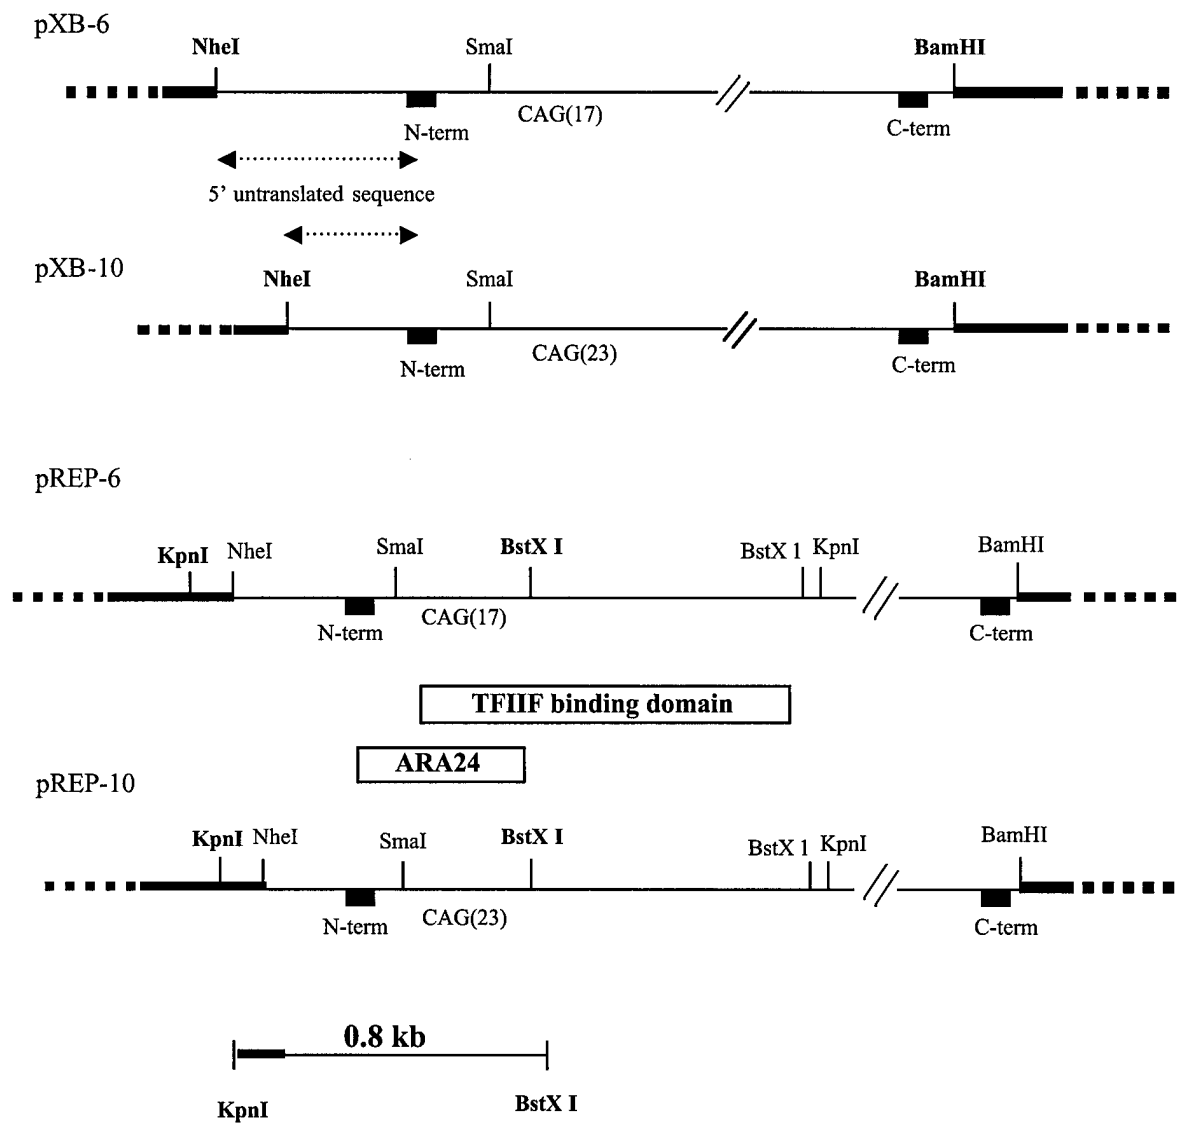 pXB-6
NheI SmaI BamHI
CAG(17)
N-term C-term
5’ untranslated sequence
pXB-10
NheI SmaI BamHI
CAG(23)
N-term C-term
pREP-6
KpnI NheI SmaI BstX I BstX 1 KpnI BamHI
CAG(17)
N-term C-term
TFIIF binding domain
ARA24
pREP-10
KpnI NheI SmaI BstX I BstX 1 KpnI BamHI
CAG(23)
N-term C-term
0.8 kb
KpnI BstX I